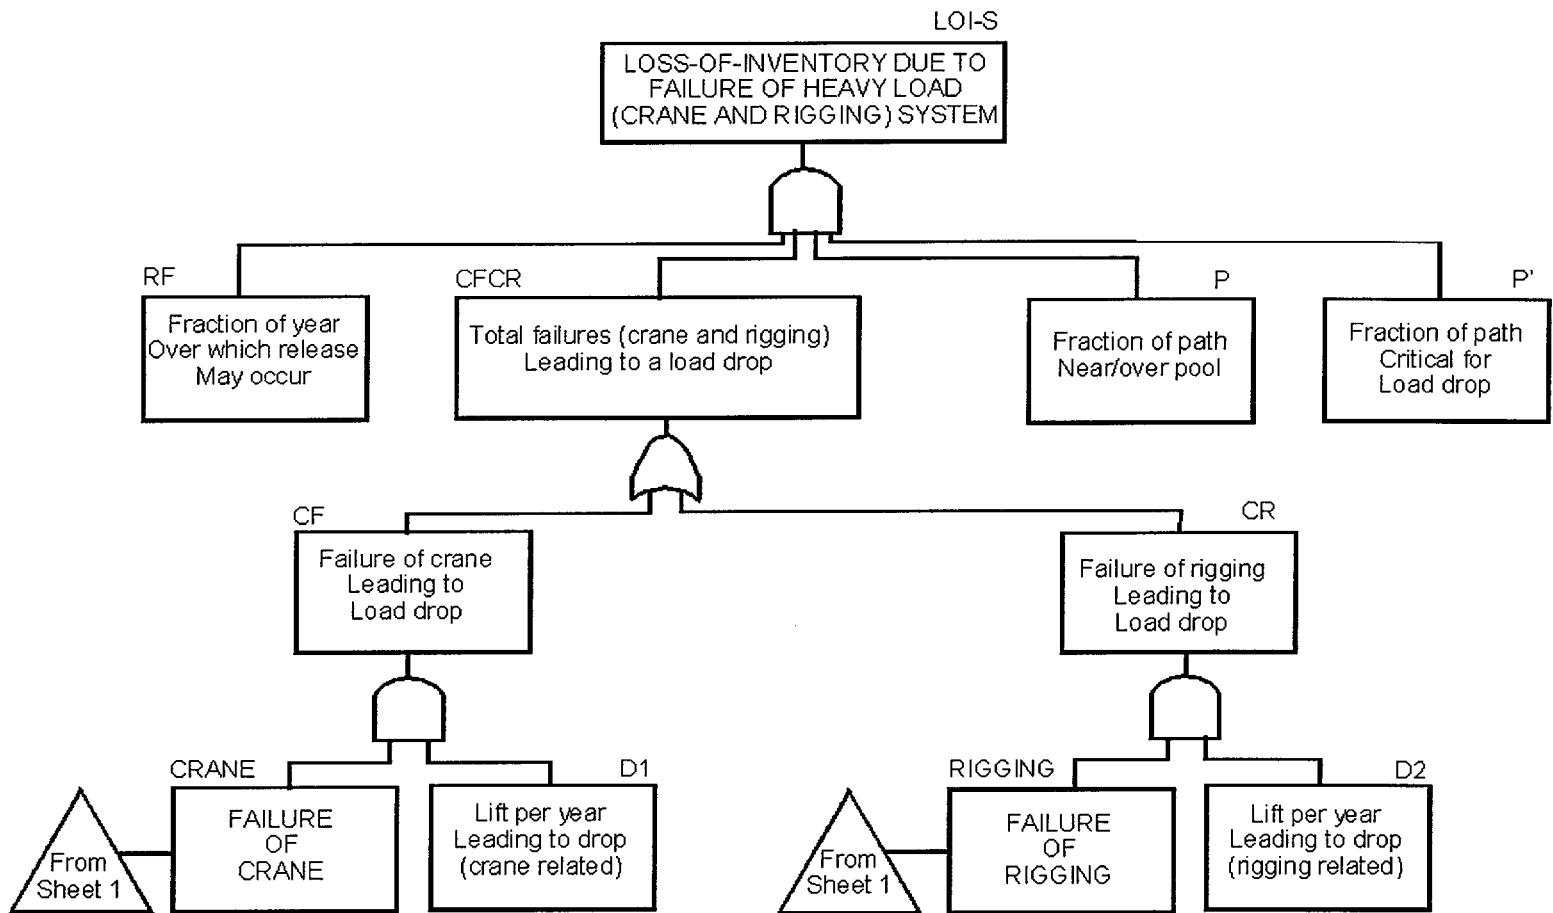 LOI-S
LOSS-OF-INVENTORY DUE TO
FAILURE OF HEAVY LOAD
(CRANE AND RIGGING) SYSTEM
RF
Fraction of year
Over which release
May occur
CFCR
Total failures (crane and rigging)
Leading to a load drop
P
Fraction of path
Near/over pool
P'
Fraction of path
Critical for
Load drop
CF
Failure of crane
Leading to
Load drop
CR
Failure of rigging
Leading to
Load drop
From
Sheet 1
CRANE
FAILURE
OF
CRANE
D1
Lift per year
Leading to drop
(crane related)
From
Sheet 1
RIGGING
FAILURE
OF
RIGGING
D2
Lift per year
Leading to drop
(rigging related)